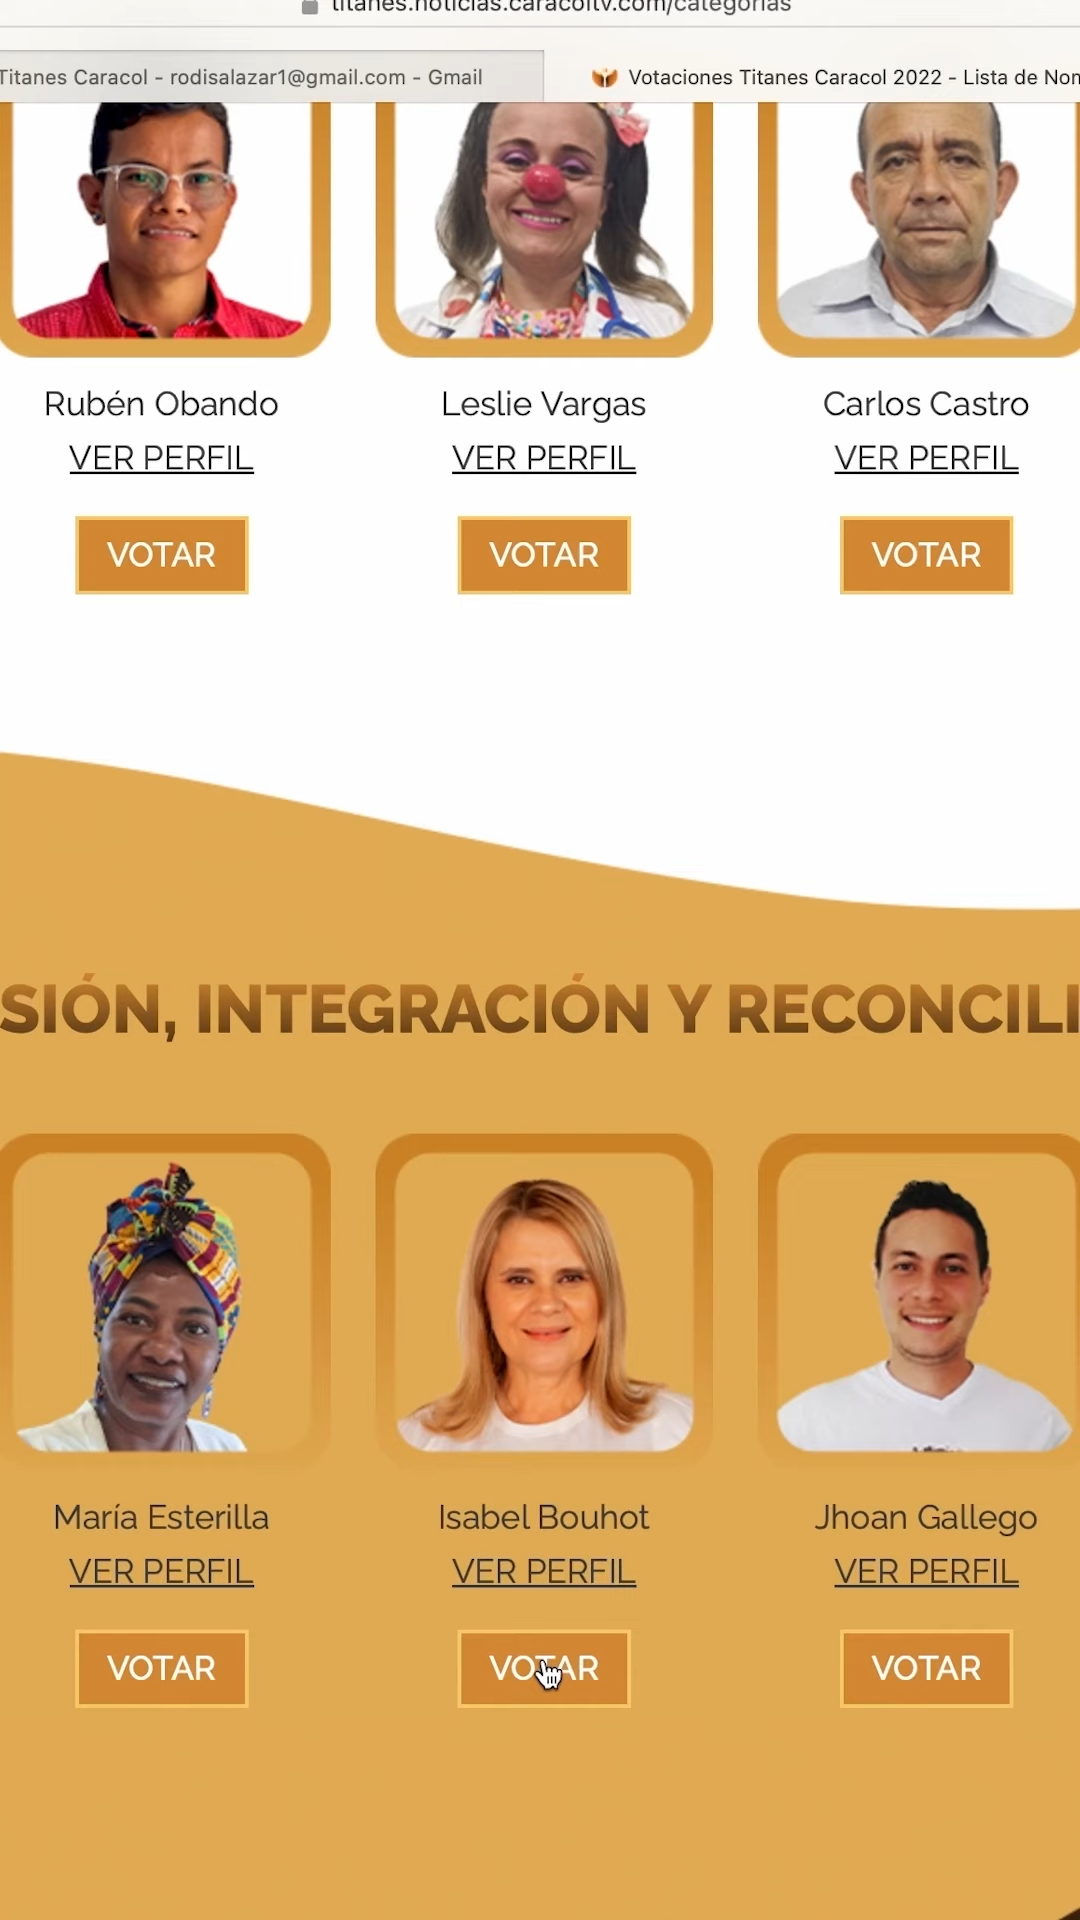 titanes.noticias.caracoltv.com/categorias
Titanes Caracol - rodisalazar1@gmail.com - Gmail
Votaciones Titanes Caracol 2022 - Lista de Nom
Rubén Obando
Leslie Vargas
Carlos Castro
VER PERFIL
VER PERFIL
VER PERFIL
VOTAR
VOTAR
VOTAR
SIÓN, INTEGRACIÓN Y RECONCILI
María Esterilla
Isabel Bouhot
Jhoan Gallego
VER PERFIL
VER PERFIL
VER PERFIL
VOTAR
VOTAR
VOTAR